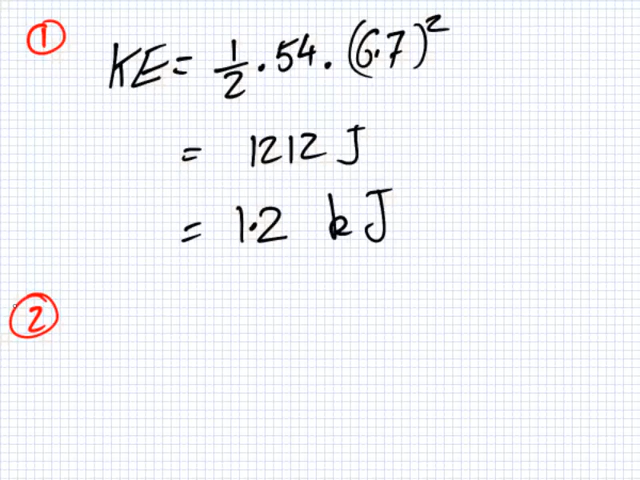 ① KE = 1/2 · 54 · (6.7)²
= 1212 J
= 1.2 kJ
②